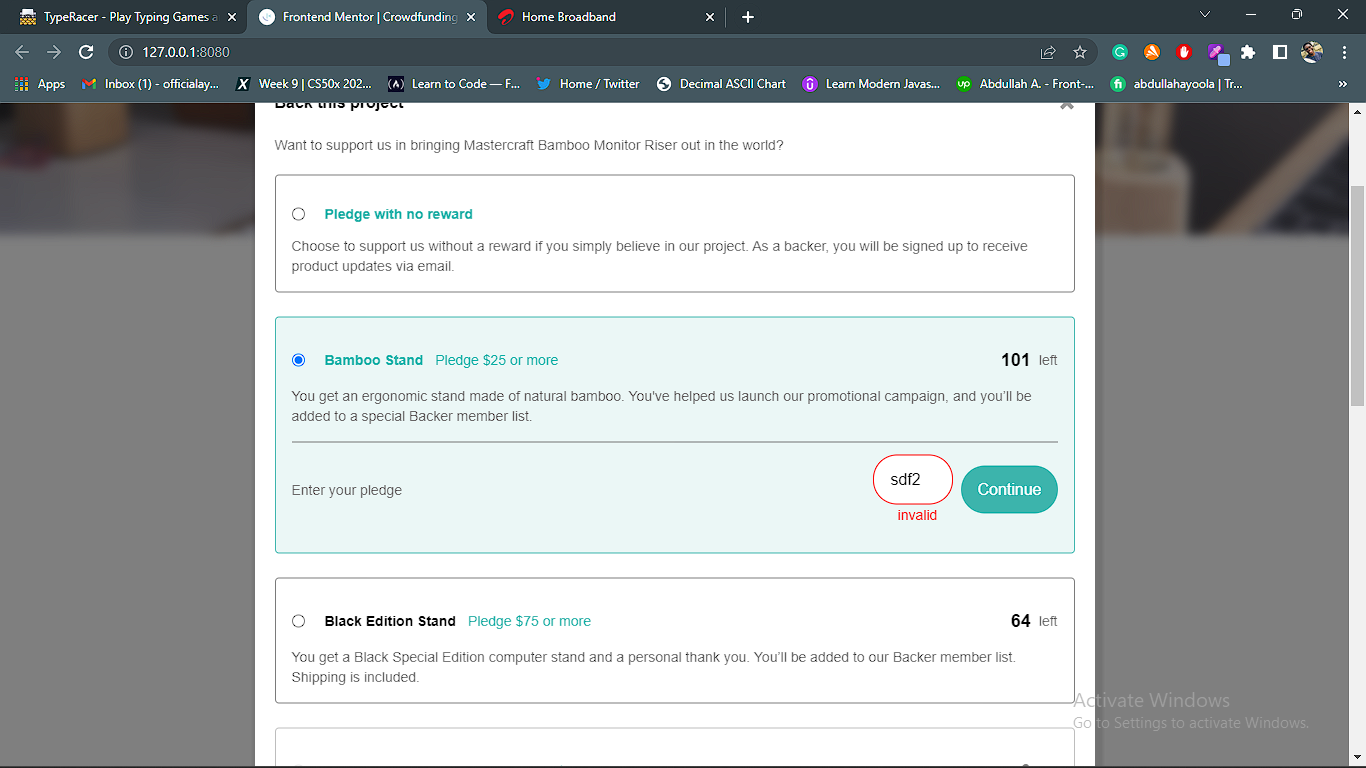 TypeRacer - Play Typing Games a
Frontend Mentor | Crowdfunding
Home Broadband
127.0.0.1:8080
Apps
Inbox (1) - officialay...
Week 9 | CS50x 202...
Learn to Code — F...
Home / Twitter
Decimal ASCII Chart
Learn Modern Javas...
Abdullah A. - Front-...
abdullahayoola | Tr...
Back this project
Want to support us in bringing Mastercraft Bamboo Monitor Riser out in the world?
Pledge with no reward
Choose to support us without a reward if you simply believe in our project. As a backer, you will be signed up to receive
product updates via email.
Bamboo Stand Pledge $25 or more
101 left
You get an ergonomic stand made of natural bamboo. You've helped us launch our promotional campaign, and you'll be
added to a special Backer member list.
Enter your pledge
sdf2
Continue
invalid
Black Edition Stand Pledge $75 or more
64 left
You get a Black Special Edition computer stand and a personal thank you. You'll be added to our Backer member list.
Shipping is included.
Activate Windows
Go to Settings to activate Windows.